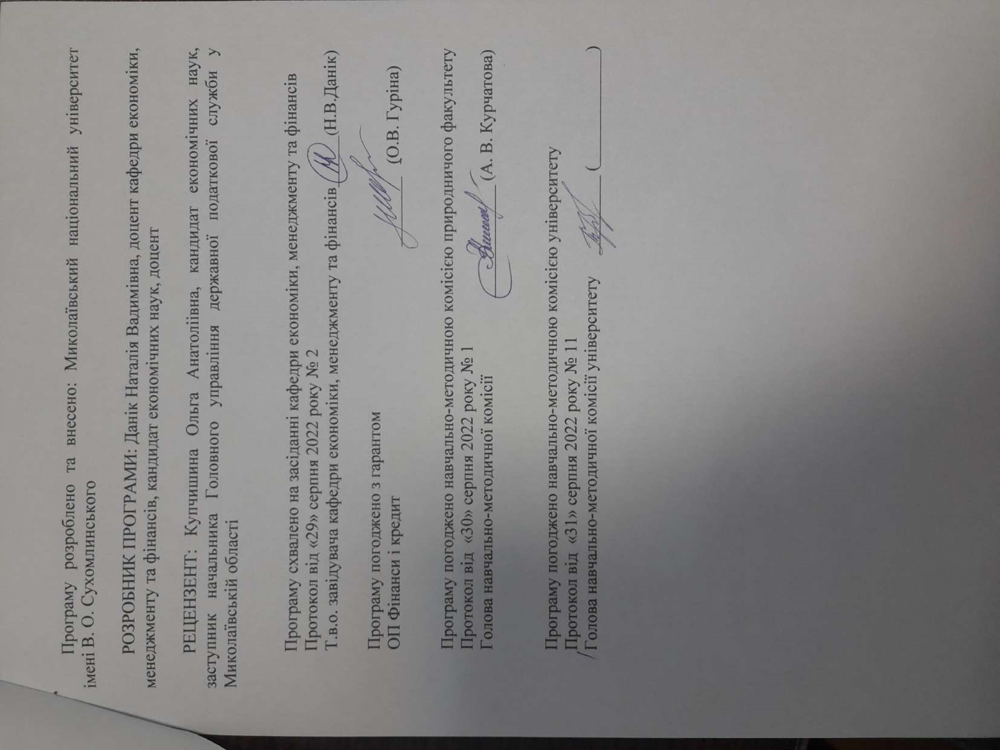 Програму розроблено та внесено: Миколаївський національний університет
імені В. О. Сухомлинського
РОЗРОБНИК ПРОГРАМИ: Данік Наталія Вадимівна, доцент кафедри економіки,
менеджменту та фінансів, кандидат економічних наук, доцент
РЕЦЕНЗЕНТ: Купчишина Ольга Анатоліївна, кандидат економічних наук,
заступник начальника Головного управління державної податкової служби у
Миколаївській області
Програму схвалено на засіданні кафедри економіки, менеджменту та фінансів
Протокол від «29» серпня 2022 року № 2
Т.в.о. завідувача кафедри економіки, менеджменту та фінансів (Н.В.Данік)
Програму погоджено з гарантом
ОП Фінанси і кредит (О.В. Гуріна)
Програму погоджено навчально-методичною комісією природничого факультету
Протокол від «30» серпня 2022 року № 1
Голова навчально-методичної комісії (А. В. Курчатова)
Програму погоджено навчально-методичною комісією університету
Протокол від «31» серпня 2022 року № 11
Голова навчально-методичної комісії університету ( )